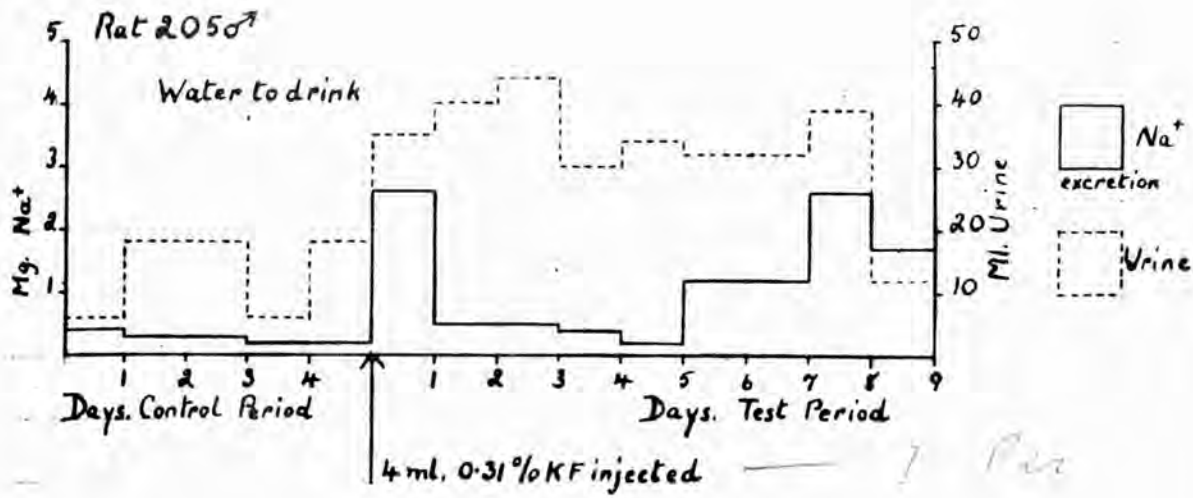 Rat 205♂
Water to drink
5
4
3
2
1
Mg. Na⁺
50
40
30
20
10
Ml. Urine
Na⁺
excretion
Urine
1 2 3 4 1 2 3 4 5 6 7 8 9
Days. Control Period Days. Test Period
4 ml. 0.31% KF injected